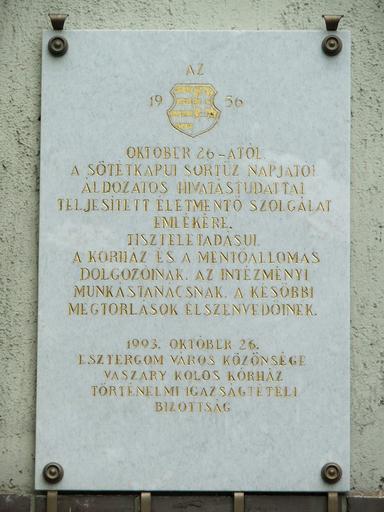 AZ
19 56
OKTÓBER 26-ÁTÓL
A SÖTÉTKAPUI SORTŰZ NAPJÁTÓL
ÁLDOZATOS HIVATÁSTUDATTAL
TELJESÍTETT ÉLETMENTŐ SZOLGÁLAT
EMLÉKÉRE,
TISZTELETADÁSUL
A KÓRHÁZ ÉS A MENTŐÁLLOMÁS
DOLGOZÓINAK, AZ INTÉZMÉNYI
MUNKÁSTANÁCSNAK, A KÉSŐBBI
MEGTORLÁSOK ELSZENVEDŐINEK.
1993. OKTÓBER 26.
ESZTERGOM VÁROS KÖZÖNSÉGE
VASZARY KOLOS KÓRHÁZ
TÖRTÉNELMI IGAZSÁGTÉTELI
BIZOTTSÁG